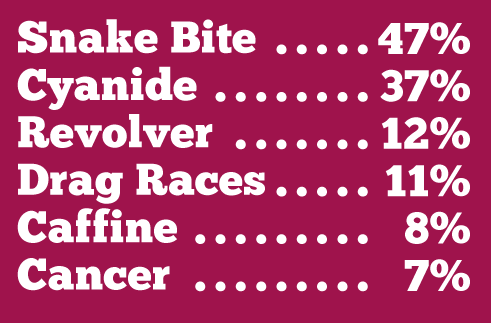 Snake Bite ..... 47%
Cyanide ........ 37%
Revolver ....... 12%
Drag Races ..... 11%
Caffine ......... 8%
Cancer ......... 7%